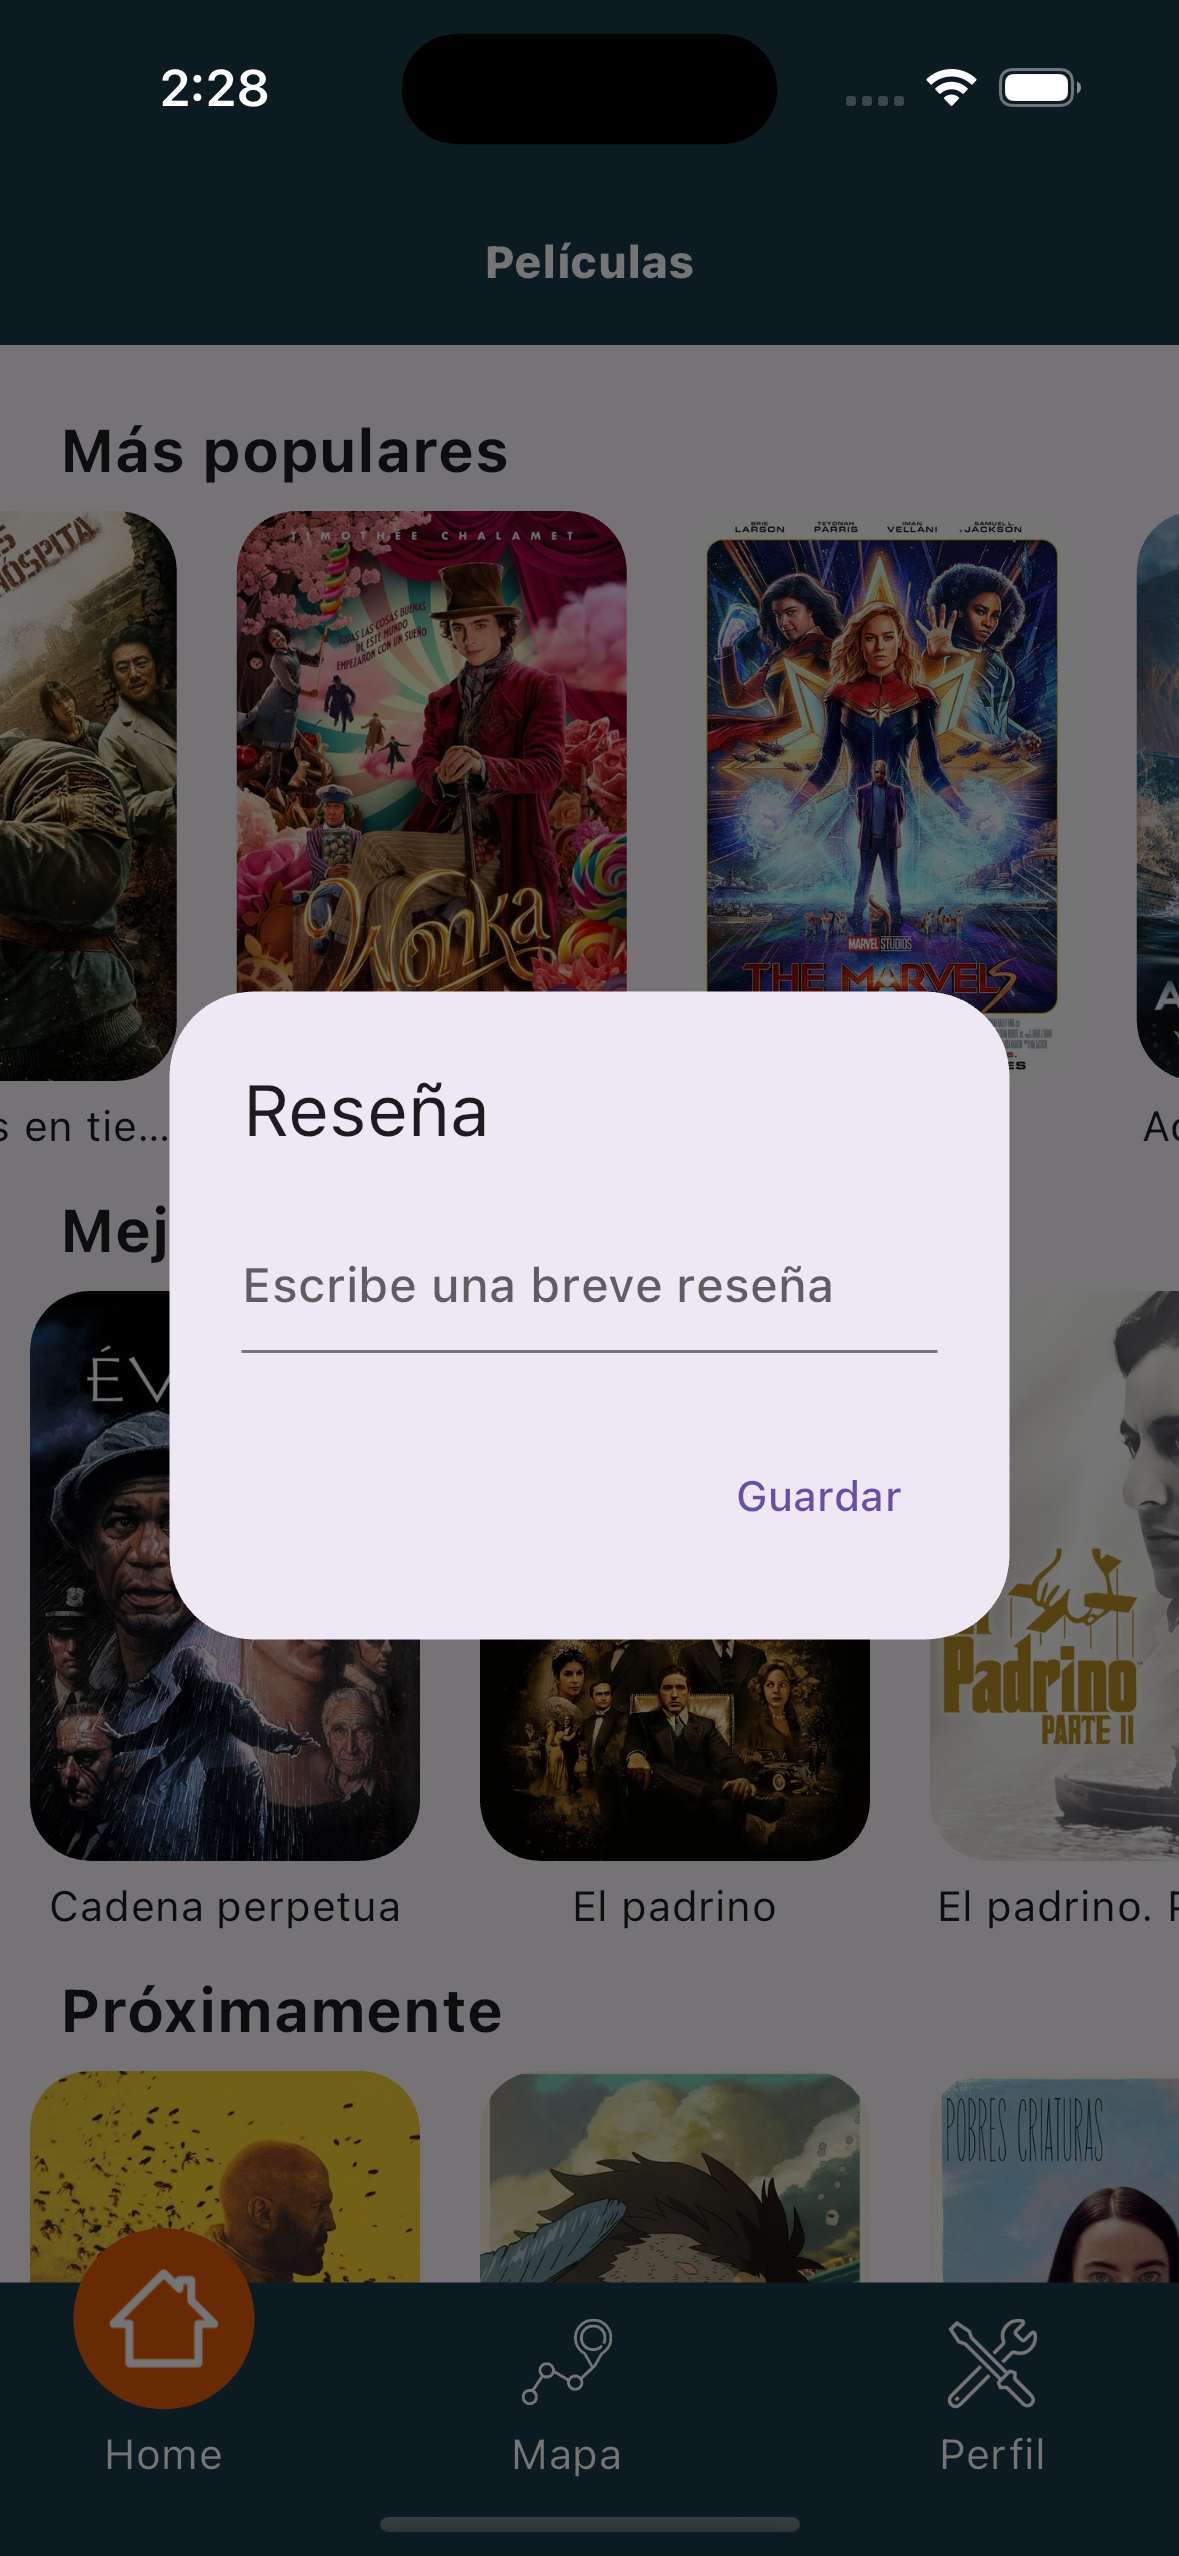 2:28
Películas
Más populares
HÓSPITA
TIMOTHÉE CHALAMET
TODAS LAS COSAS BUENAS
DE ESTE MUNDO
EMPEZARON CON UN SUEÑO
Wonka
BRIE LARSON TEYONAH PARRIS IMAN VELLANI SAMUEL L. JACKSON
MARVEL STUDIOS
THE MARVELS
s en tie...
Ac
Reseña
Escribe una breve reseña
Guardar
Mej
ÉV
Padrino
PARTE II
Cadena perpetua
El padrino
El padrino. P
Próximamente
POBRES CRIATURAS
Home
Mapa
Perfil